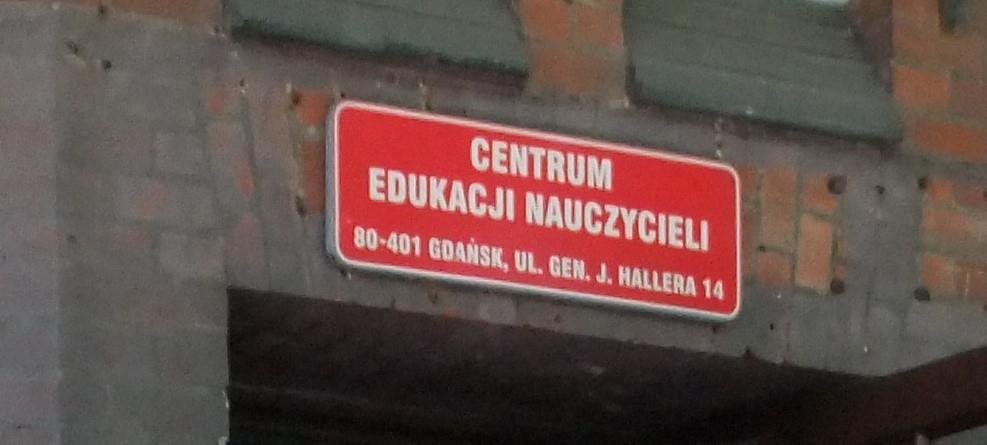 CENTRUM
EDUKACJI NAUCZYCIELI
80-401 GDAŃSK, UL. GEN. J. HALLERA 14